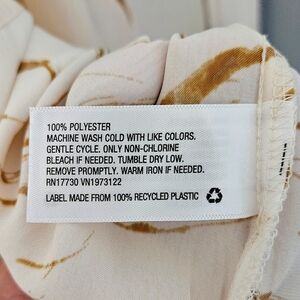 100% POLYESTER
MACHINE WASH COLD WITH LIKE COLORS.
GENTLE CYCLE. ONLY NON-CHLORINE
BLEACH IF NEEDED. TUMBLE DRY LOW.
REMOVE PROMPTLY. WARM IRON IF NEEDED.
RN17730 VN1973122
LABEL MADE FROM 100% RECYCLED PLASTIC